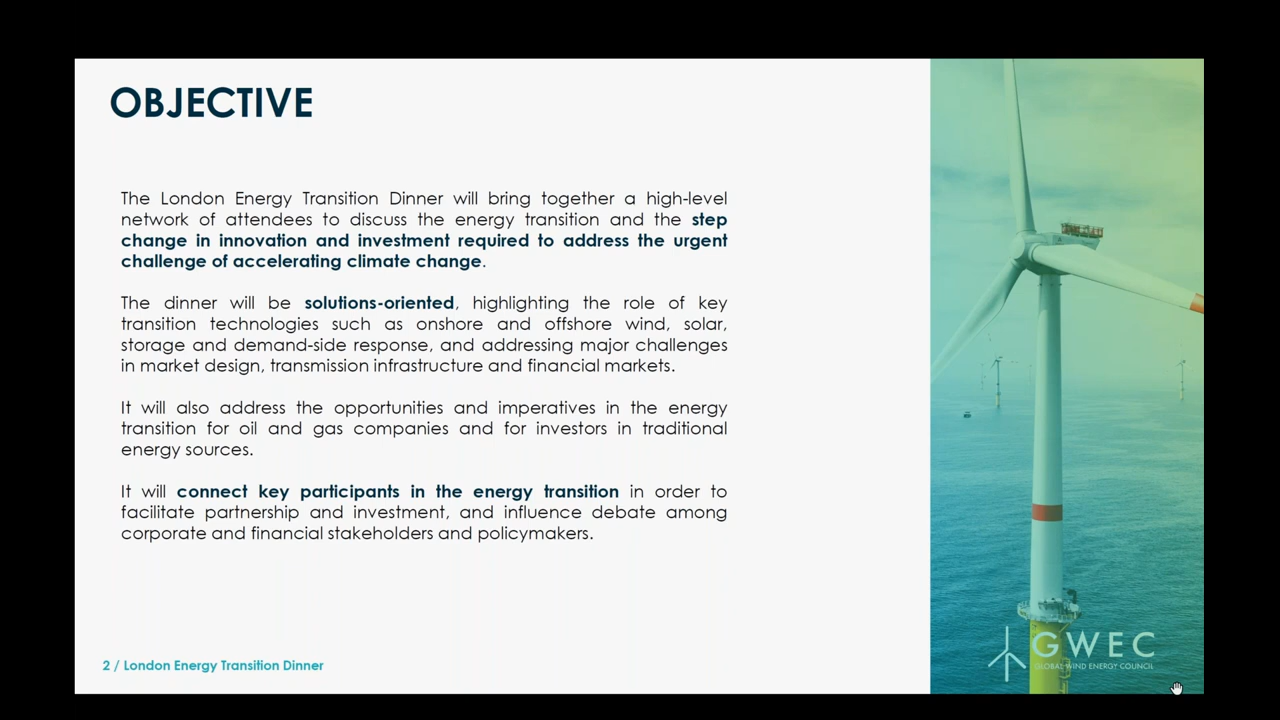 OBJECTIVE
The London Energy Transition Dinner will bring together a high-level
network of attendees to discuss the energy transition and the step
change in innovation and investment required to address the urgent
challenge of accelerating climate change.
The dinner will be solutions-oriented, highlighting the role of key
transition technologies such as onshore and offshore wind, solar,
storage and demand-side response, and addressing major challenges
in market design, transmission infrastructure and financial markets.
It will also address the opportunities and imperatives in the energy
transition for oil and gas companies and for investors in traditional
energy sources.
It will connect key participants in the energy transition in order to
facilitate partnership and investment, and influence debate among
corporate and financial stakeholders and policymakers.
2 / London Energy Transition Dinner
GWEC
GLOBAL WIND ENERGY COUNCIL